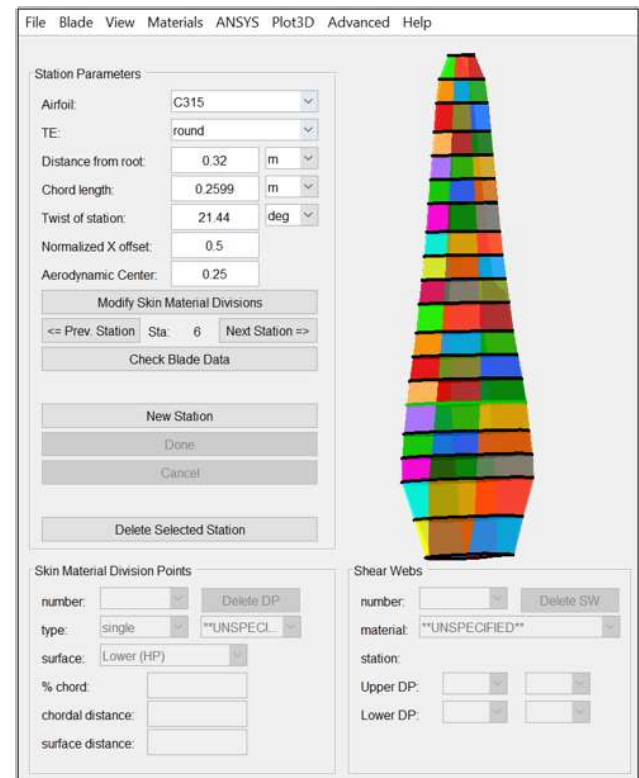 File Blade View Materials ANSYS Plot3D Advanced Help
Station Parameters
Airfoil: C315
TE: round
Distance from root: 0.32 m
Chord length: 0.2599 m
Twist of station: 21.44 deg
Normalized X offset: 0.5
Aerodynamic Center: 0.25
Modify Skin Material Divisions
<= Prev. Station Sta: 6 Next Station =>
Check Blade Data
New Station
Done
Cancel
Delete Selected Station
Skin Material Division Points
number: Delete DP
type: single **UNSPECI...
surface: Lower (HP)
% chord:
chordal distance:
surface distance:
Shear Webs
number: Delete SW
material: **UNSPECIFIED**
station:
Upper DP:
Lower DP: